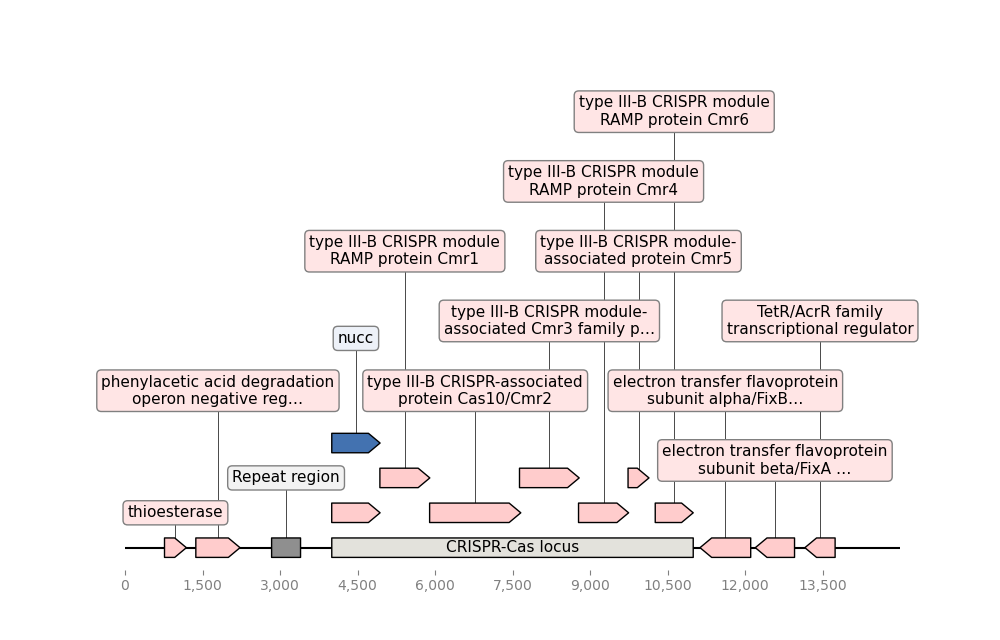 type III-B CRISPR module
RAMP protein Cmr6
type III-B CRISPR module
RAMP protein Cmr4
type III-B CRISPR module
RAMP protein Cmr1
type III-B CRISPR module-
associated protein Cmr5
type III-B CRISPR module-
associated Cmr3 family p…
TetR/AcrR family
transcriptional regulator
nucc
phenylacetic acid degradation
operon negative reg…
type III-B CRISPR-associated
protein Cas10/Cmr2
electron transfer flavoprotein
subunit alpha/FixB…
electron transfer flavoprotein
subunit beta/FixA …
Repeat region
thioesterase
CRISPR-Cas locus
0 1,500 3,000 4,500 6,000 7,500 9,000 10,500 12,000 13,500